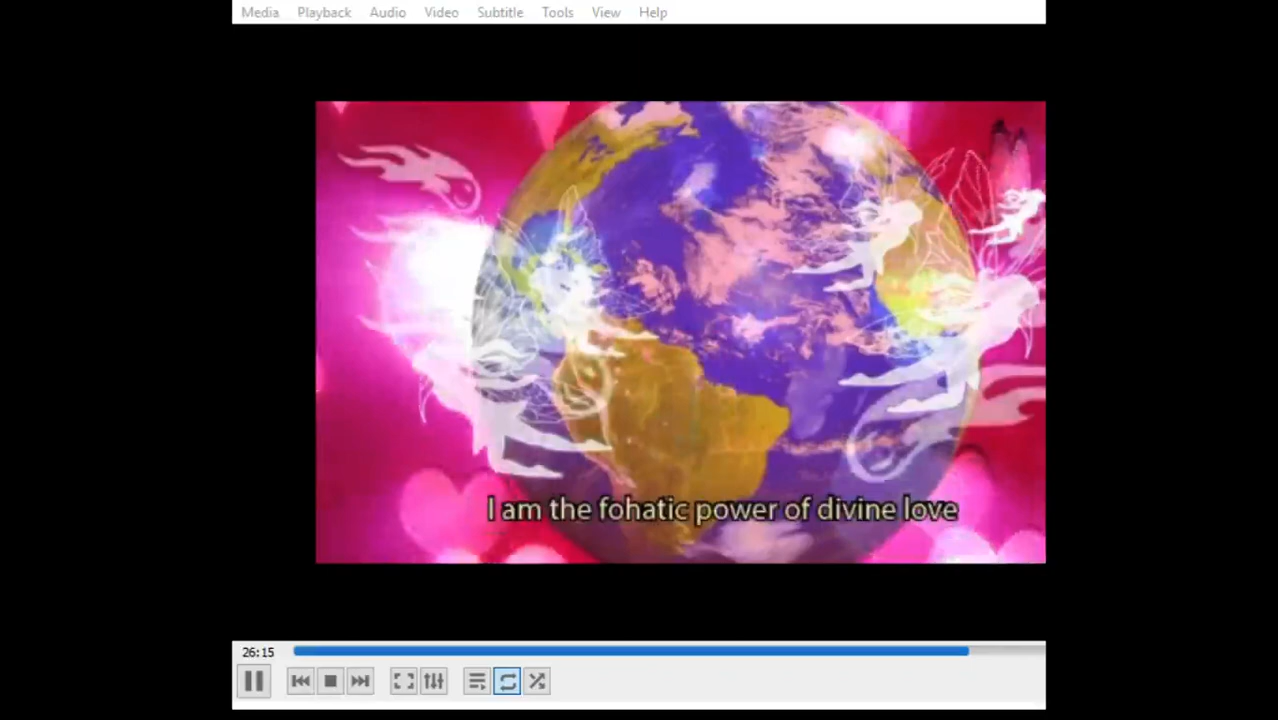 Media Playback Audio Video Subtitle Tools View Help
I am the fohatic power of divine love
26:15